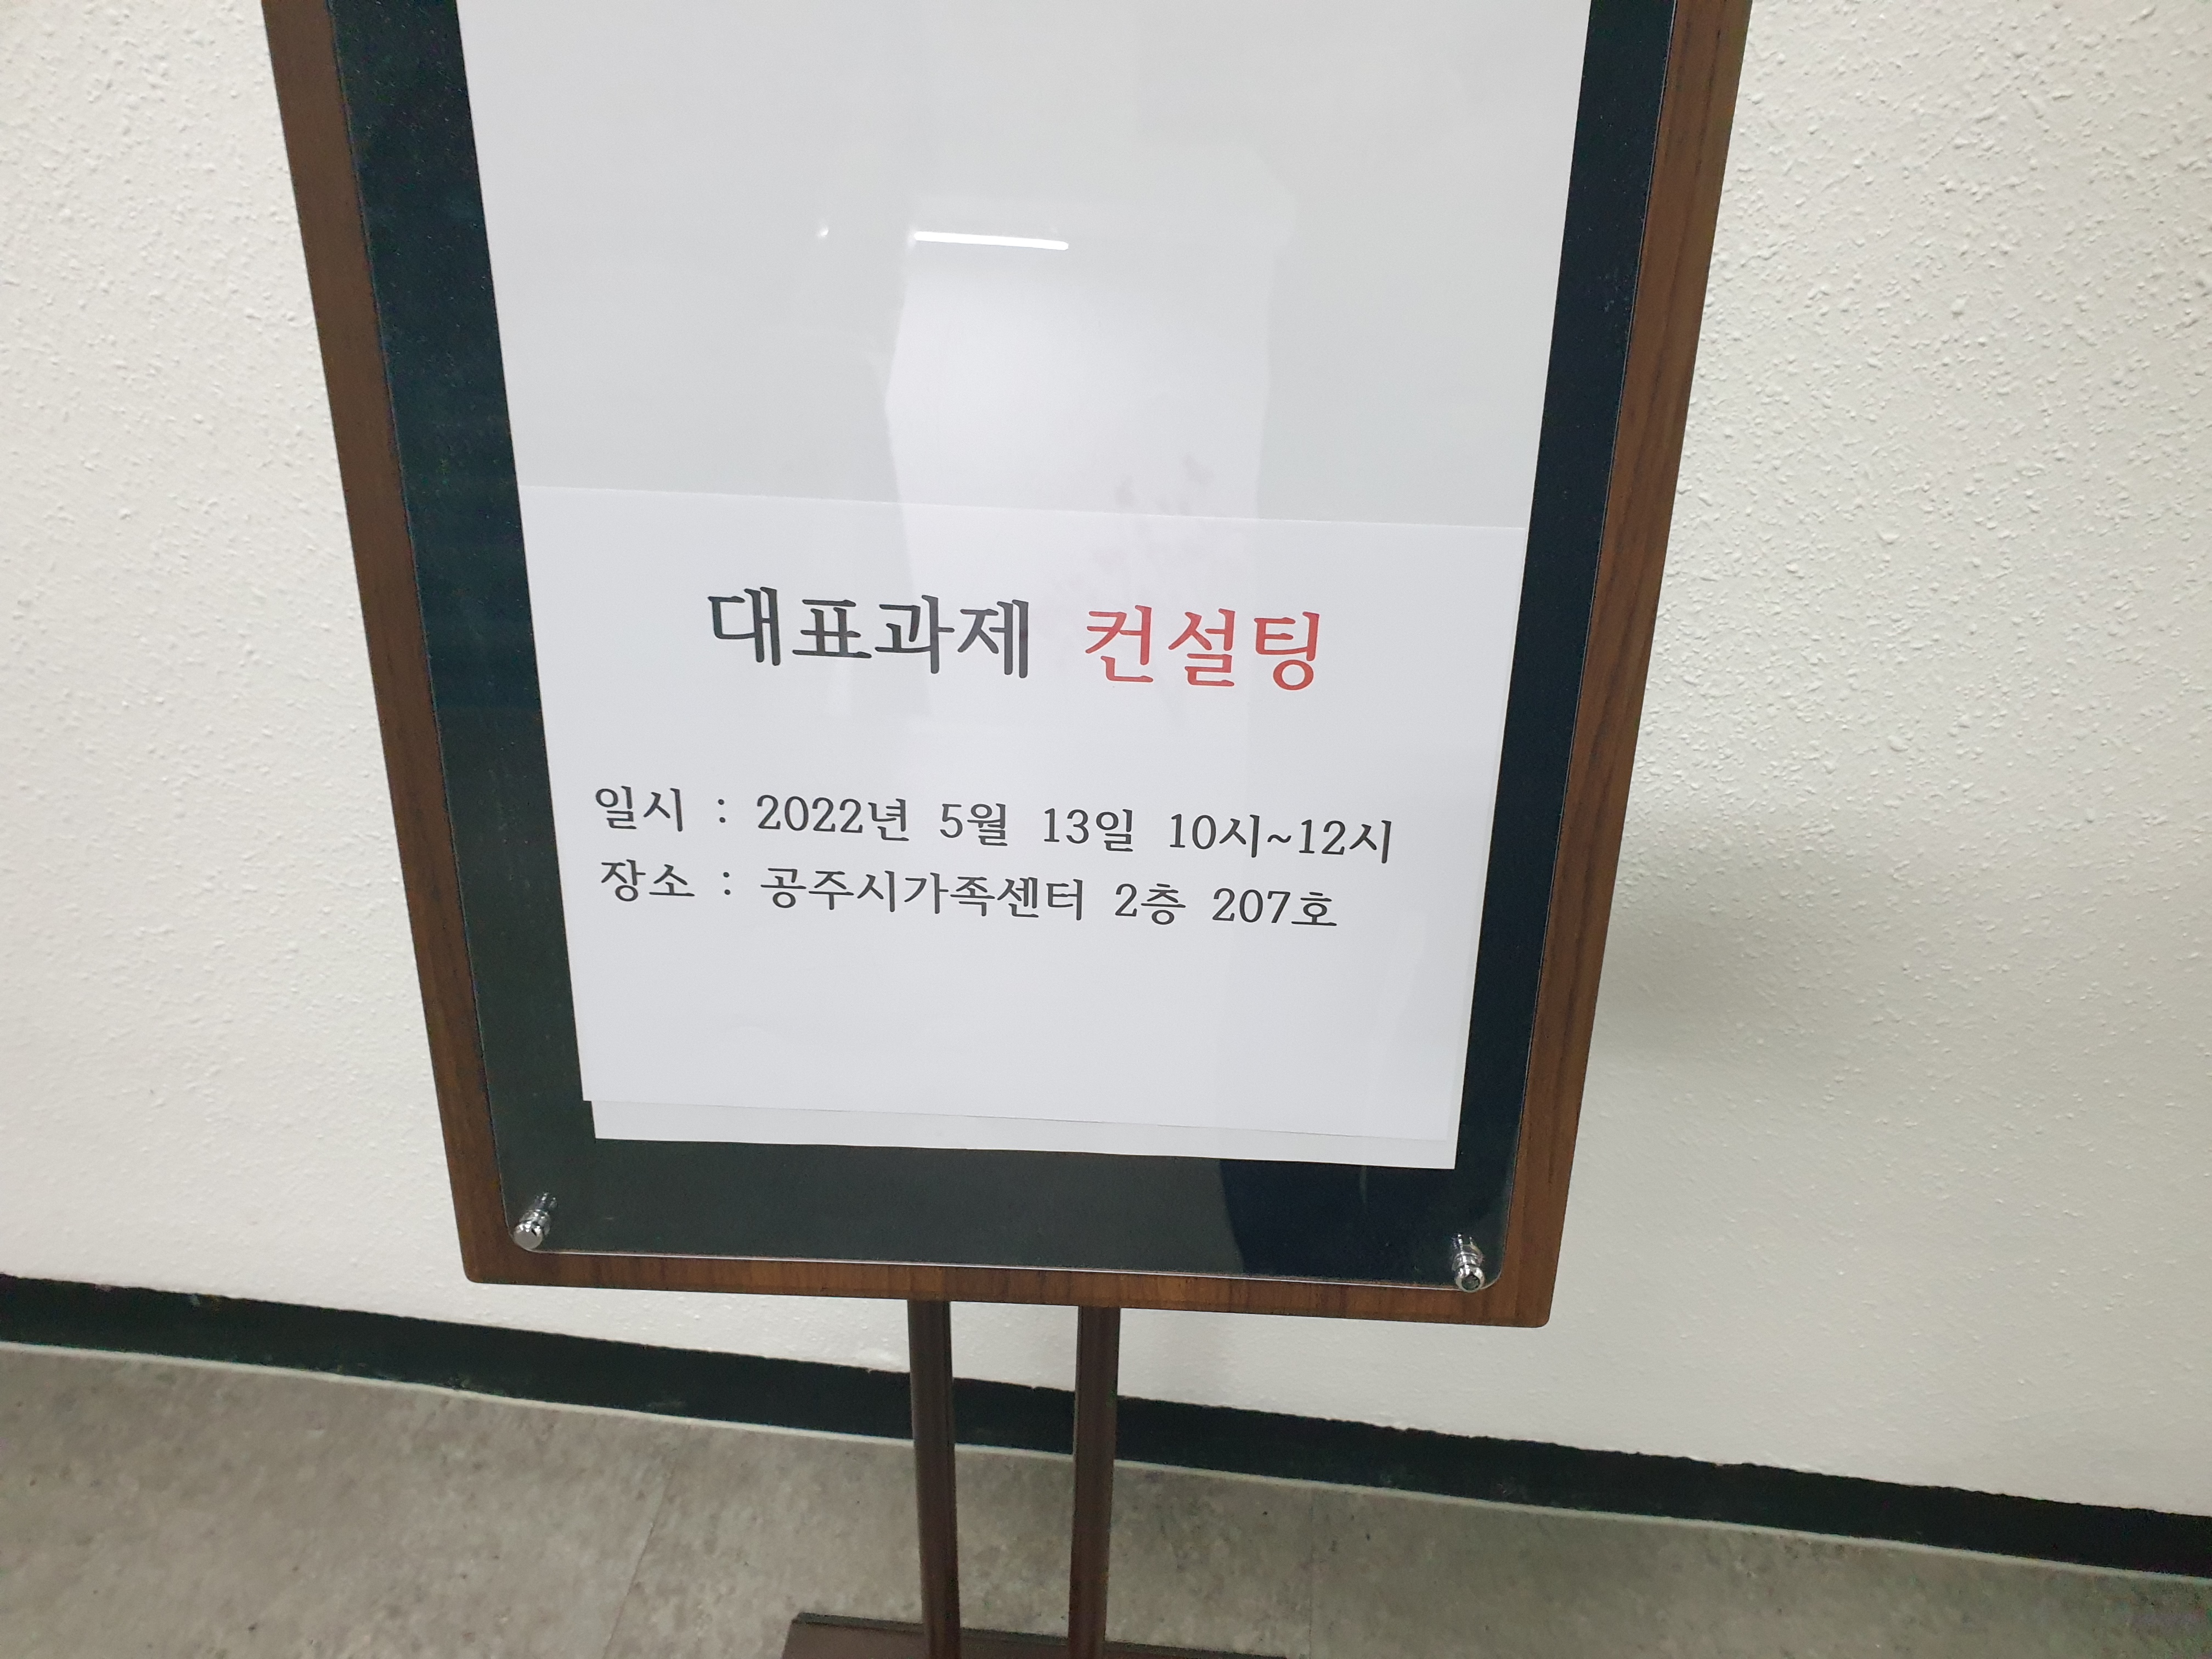 대표과제 컨설팅
일시 : 2022년 5월 13일 10시~12시
장소 : 공주시가족센터 2층 207호